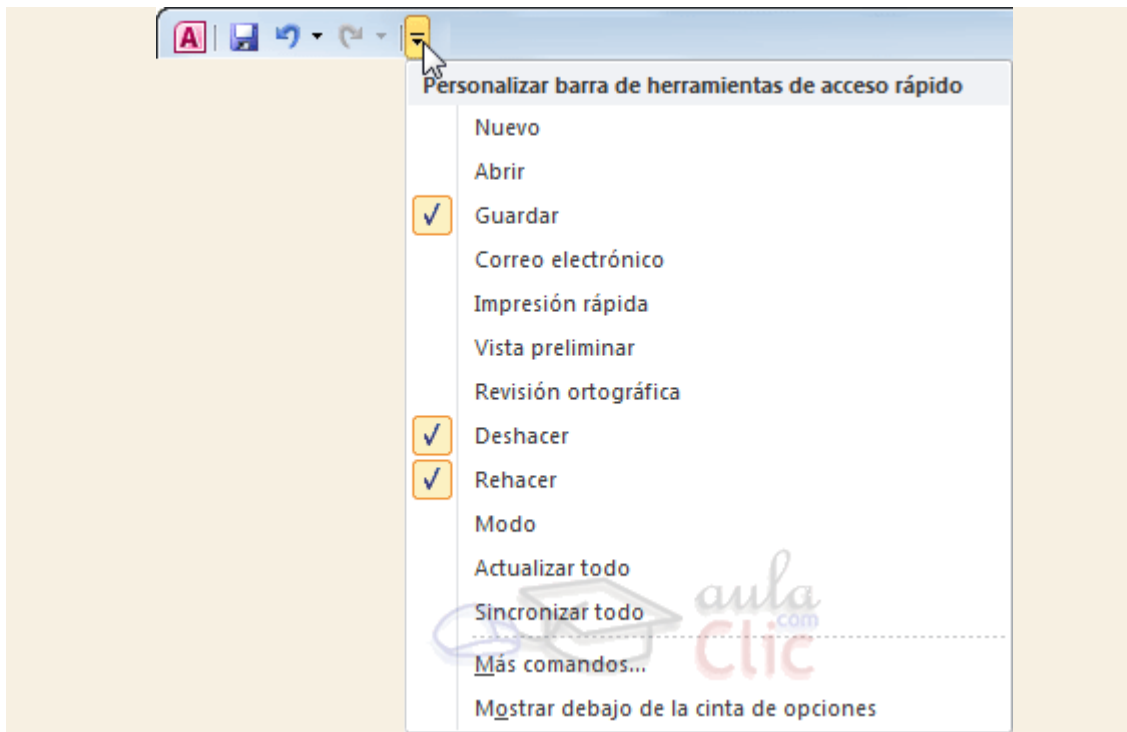 A
Personalizar barra de herramientas de acceso rápido
Nuevo
Abrir
Guardar
Correo electrónico
Impresión rápida
Vista preliminar
Revisión ortográfica
Deshacer
Rehacer
Modo
Actualizar todo
Sincronizar todo
aula
.com
Clic
Más comandos...
Mostrar debajo de la cinta de opciones